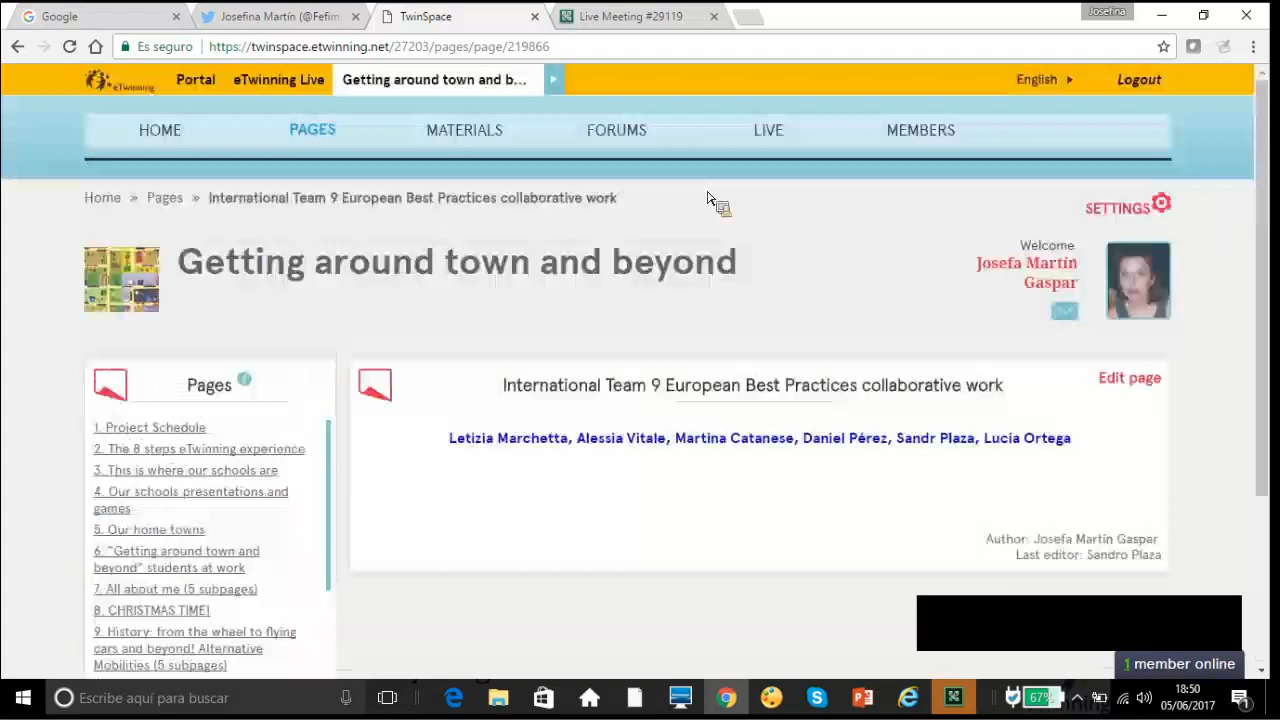 Google
Josefina Martín (@Fefim
TwinSpace
Live Meeting #29119
Josefina
Es seguro
https://twinspace.etwinning.net/27203/pages/page/219866
eTwinning
Portal
eTwinning Live
Getting around town and b...
English
Logout
HOME
PAGES
MATERIALS
FORUMS
LIVE
MEMBERS
Home » Pages » International Team 9 European Best Practices collaborative work
SETTINGS
Getting around town and beyond
Welcome
Josefa Martín
Gaspar
Pages
1. Project Schedule
2. The 8 steps eTwinning experience
3. This is where our schools are
4. Our schools presentations and
games
5. Our home towns
6. "Getting around town and
beyond" students at work
7. All about me (5 subpages)
8. CHRISTMAS TIME!
9. History: from the wheel to flying
cars and beyond! Alternative
Mobilities (5 subpages)
International Team 9 European Best Practices collaborative work
Edit page
Letizia Marchetta, Alessia Vitale, Martina Catanese, Daniel Pérez, Sandr Plaza, Lucía Ortega
Author: Josefa Martín Gaspar
Last editor: Sandro Plaza
1 member online
Escribe aquí para buscar
67%
18:50
05/06/2017